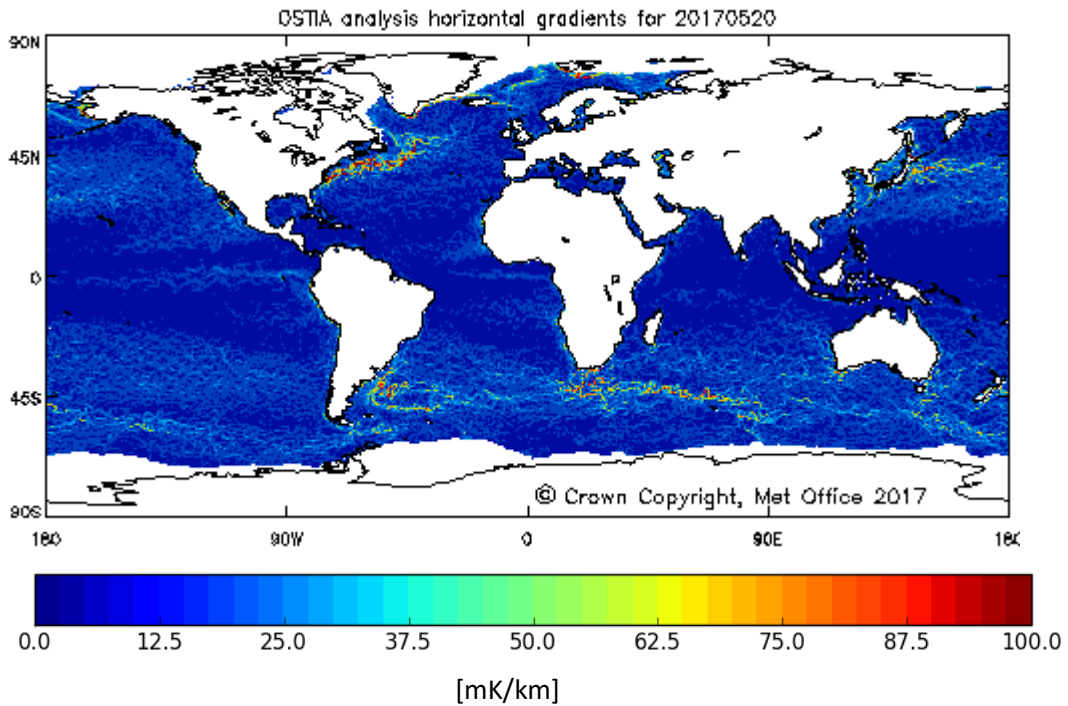 OSTIA analysis horizontal gradients for 20170520
90N
45N
0
45S
90S
© Crown Copyright, Met Office 2017
180 90W 0 90E 180
0.0 12.5 25.0 37.5 50.0 62.5 75.0 87.5 100.0
[mK/km]